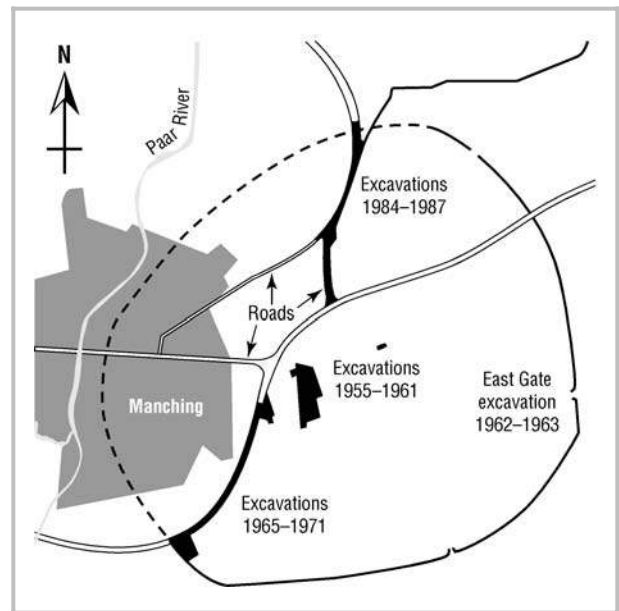 N
Paar River
Excavations
1984–1987
Roads
Manching
Excavations
1955–1961
East Gate
excavation
1962–1963
Excavations
1965–1971